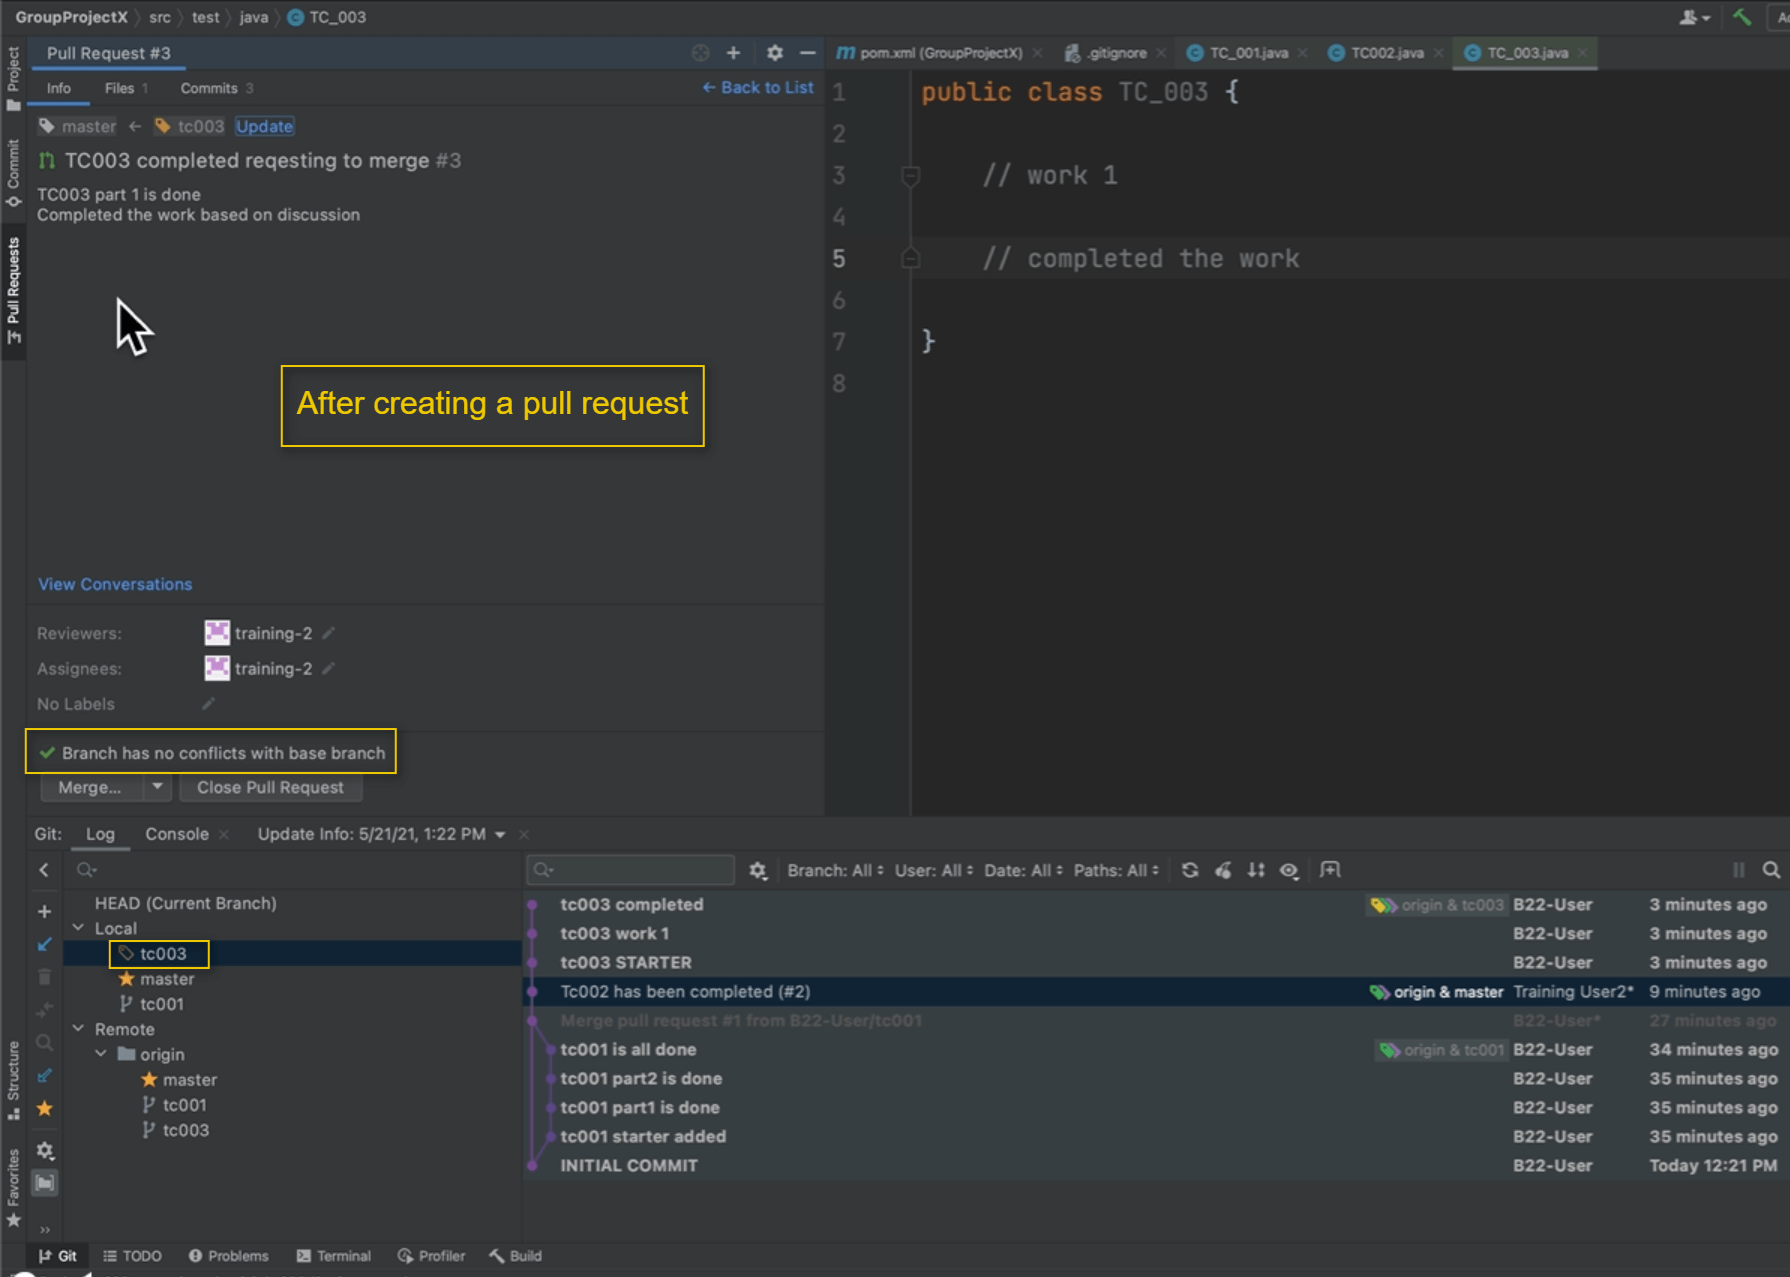 GroupProjectX src test java TC_003
Project
Commit
Pull Requests
Structure
Favorites
Pull Request #3
Info Files 1 Commits 3 ← Back to List
master ← tc003 Update
TC003 completed reqesting to merge #3
TC003 part 1 is done
Completed the work based on discussion
After creating a pull request
View Conversations
Reviewers: training-2
Assignees: training-2
No Labels
Branch has no conflicts with base branch
Merge... Close Pull Request
pom.xml (GroupProjectX) .gitignore TC_001.java TC002.java TC_003.java
1 public class TC_003 {
2
3 // work 1
4
5 // completed the work
6
7 }
8
Git: Log Console Update Info: 5/21/21, 1:22 PM
HEAD (Current Branch)
Local
tc003
master
tc001
Remote
origin
master
tc001
tc003
Branch: All User: All Date: All Paths: All
tc003 completed origin & tc003 B22-User 3 minutes ago
tc003 work 1 B22-User 3 minutes ago
tc003 STARTER B22-User 3 minutes ago
Tc002 has been completed (#2) origin & master Training User2* 9 minutes ago
Merge pull request #1 from B22-User/tc001 B22-User* 27 minutes ago
tc001 is all done origin & tc001 B22-User 34 minutes ago
tc001 part2 is done B22-User 35 minutes ago
tc001 part1 is done B22-User 35 minutes ago
tc001 starter added B22-User 35 minutes ago
INITIAL COMMIT B22-User Today 12:21 PM
Git TODO Problems Terminal Profiler Build